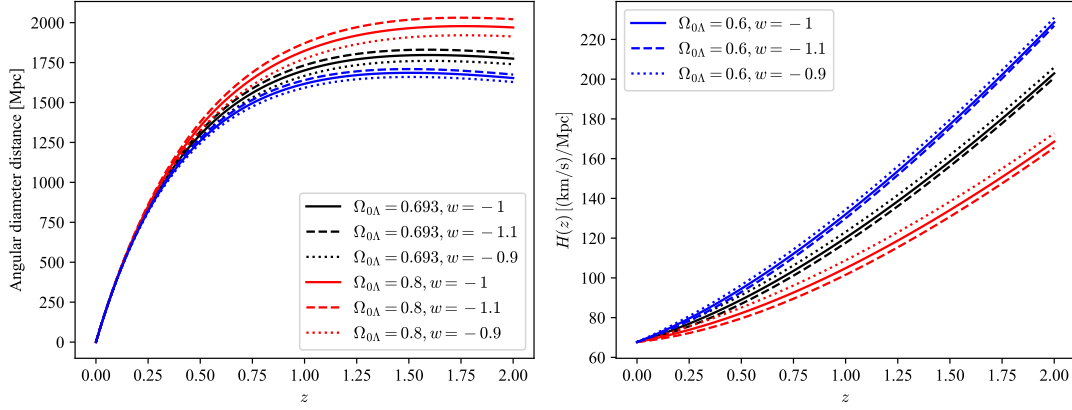 2000
1750
1500
1250
1000
750
500
250
0
Angular diameter distance [Mpc]
Ω₀Λ = 0.693, w = −1
Ω₀Λ = 0.693, w = −1.1
Ω₀Λ = 0.693, w = −0.9
Ω₀Λ = 0.8, w = −1
Ω₀Λ = 0.8, w = −1.1
Ω₀Λ = 0.8, w = −0.9
0.00 0.25 0.50 0.75 1.00 1.25 1.50 1.75 2.00
z
220
200
180
160
140
120
100
80
60
H(z) [(km/s)/Mpc]
Ω₀Λ = 0.6, w = −1
Ω₀Λ = 0.6, w = −1.1
Ω₀Λ = 0.6, w = −0.9
0.00 0.25 0.50 0.75 1.00 1.25 1.50 1.75 2.00
z